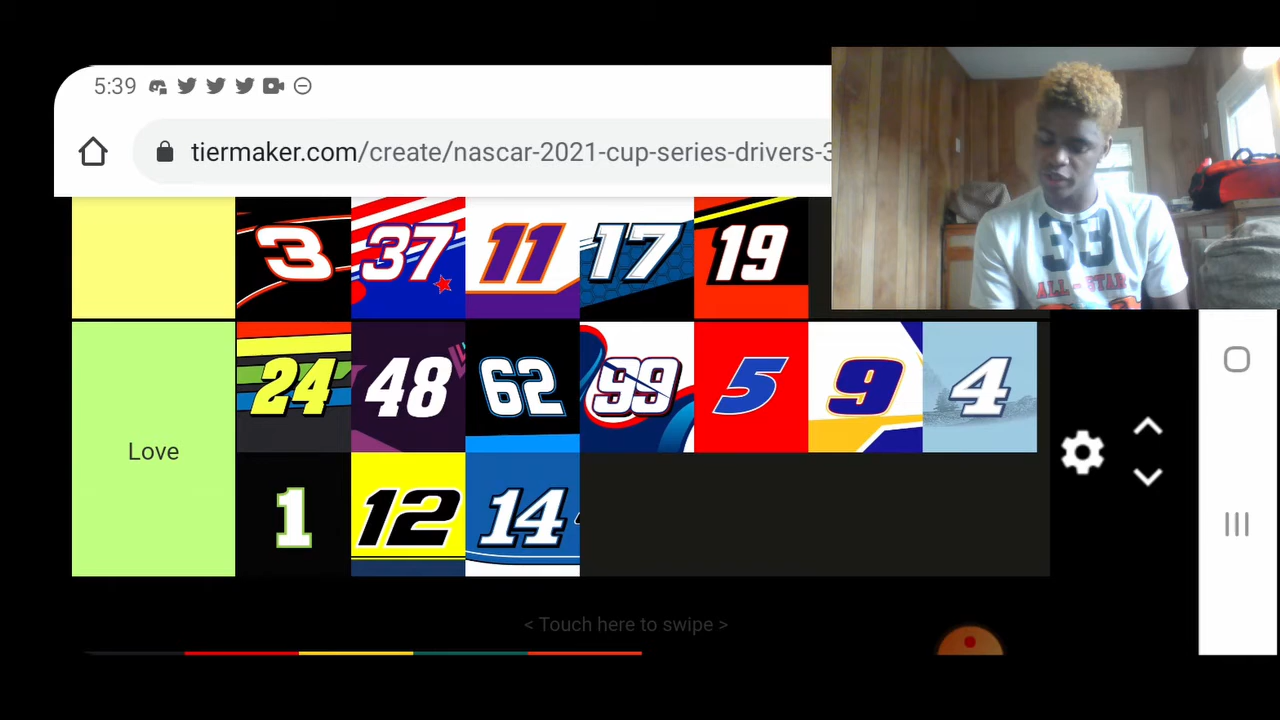 5:39
tiermaker.com/create/nascar-2021-cup-series-drivers-3
33
ALL-STAR
3 37 11 17 19
24 48 62 99 5 9 4
Love
1 12 14
< Touch here to swipe >